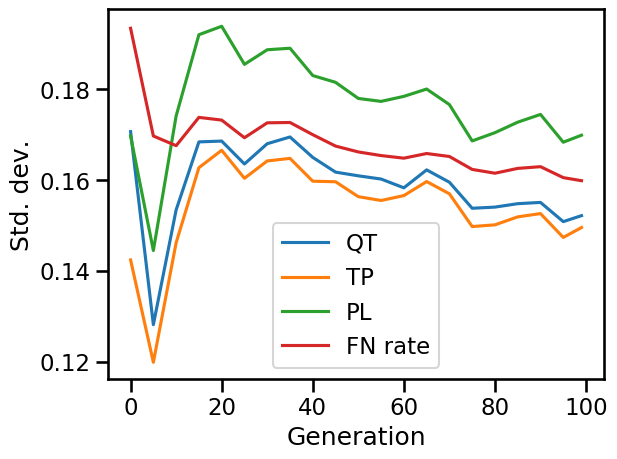 Std. dev.
0.18
0.16
0.14
0.12
QT
TP
PL
FN rate
0 20 40 60 80 100
Generation